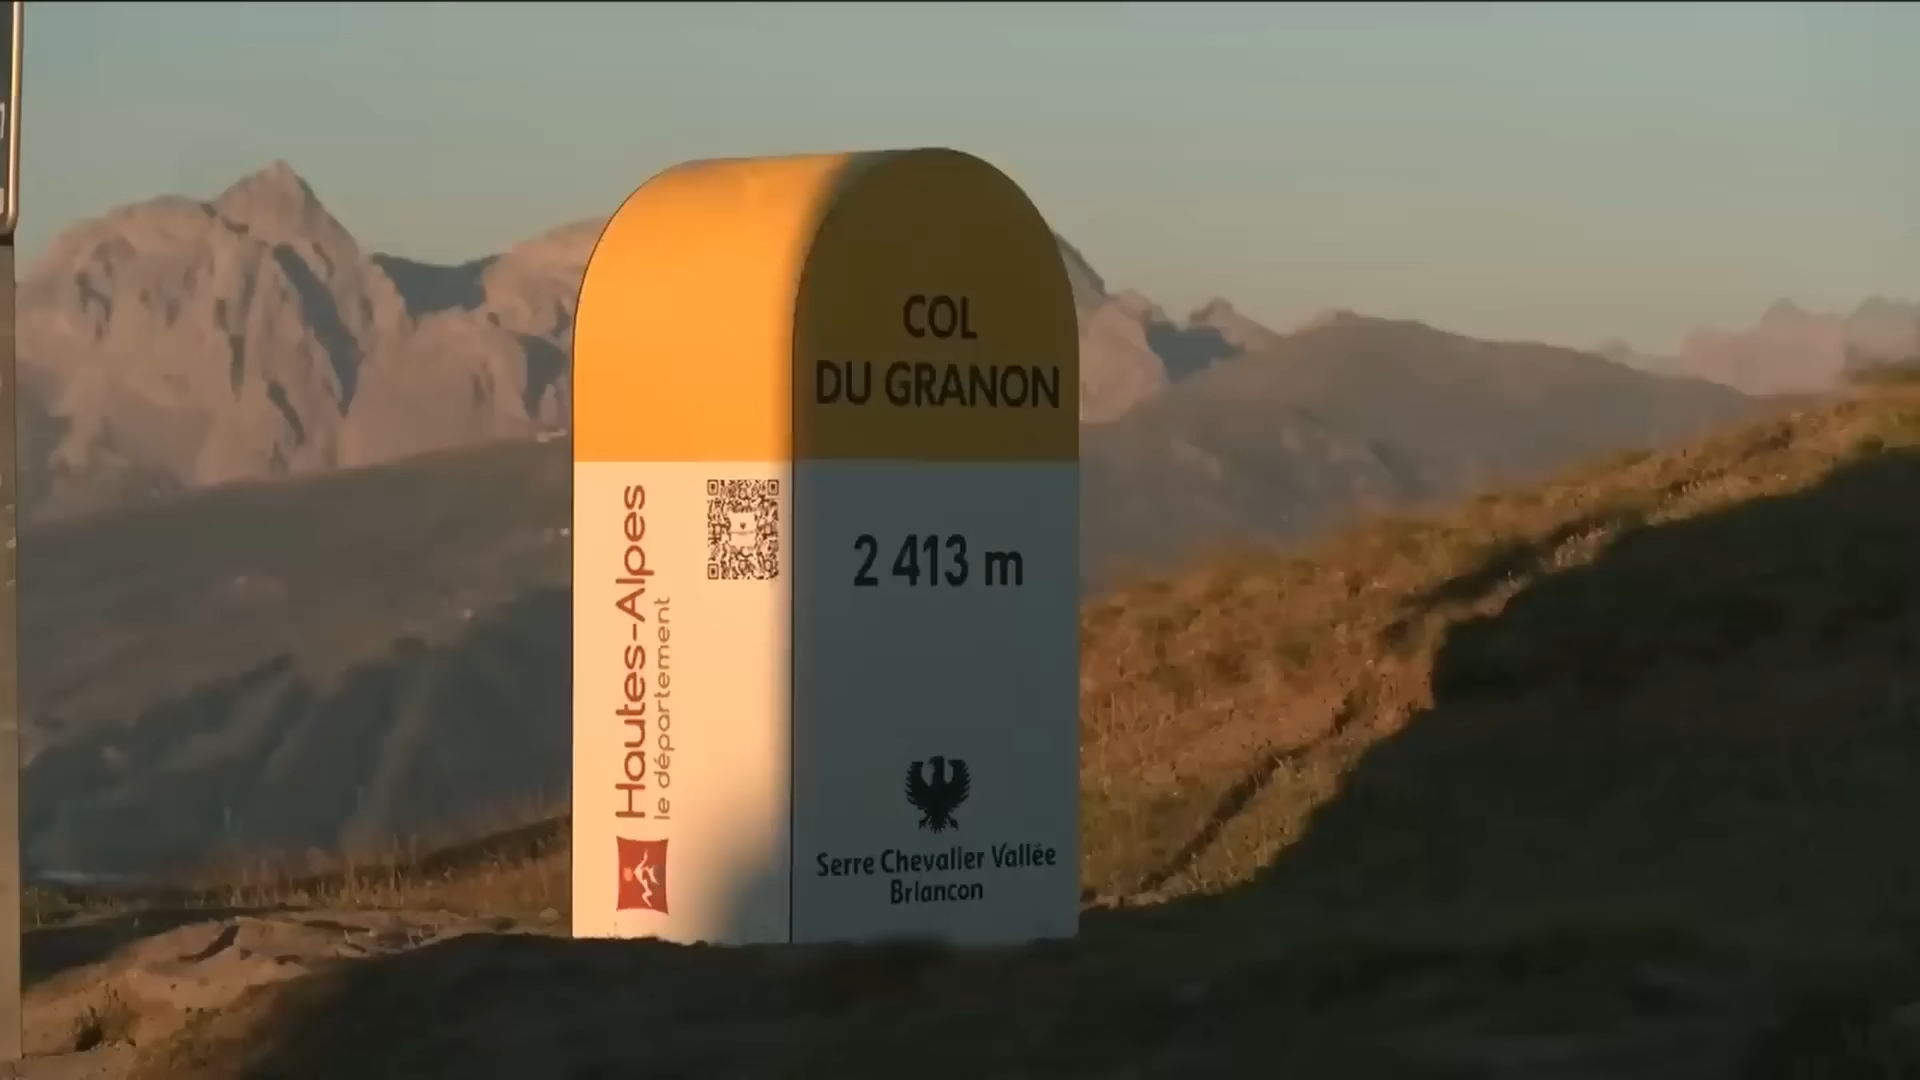 COL
DU GRANON
2 413 m
Serre Chevalier Vallée
Briancon
Hautes-Alpes
le département